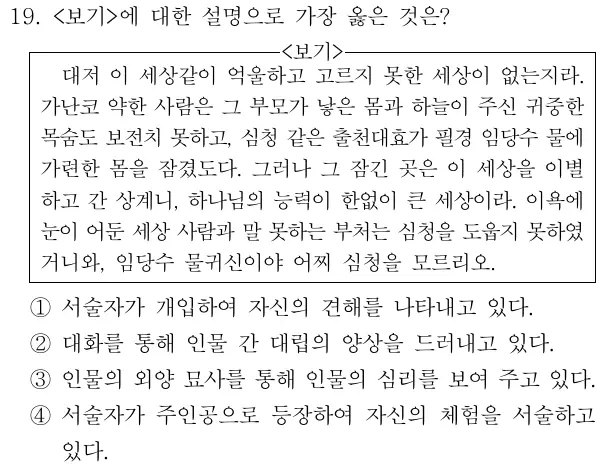 19. <보기>에 대한 설명으로 가장 옳은 것은?
<보기>
대저 이 세상같이 억울하고 고르지 못한 세상이 없는지라.
가난코 약한 사람은 그 부모가 낳은 몸과 하늘이 주신 귀중한
목숨도 보전치 못하고, 심청 같은 출천대효가 필경 임당수 물에
가련한 몸을 잠겼도다. 그러나 그 잠긴 곳은 이 세상을 이별
하고 간 상계니, 하나님의 능력이 한없이 큰 세상이라. 이욕에
눈이 어둔 세상 사람과 말 못하는 부처는 심청을 도웁지 못하였
거니와, 임당수 물귀신이야 어찌 심청을 모르리오.
① 서술자가 개입하여 자신의 견해를 나타내고 있다.
② 대화를 통해 인물 간 대립의 양상을 드러내고 있다.
③ 인물의 외양 묘사를 통해 인물의 심리를 보여 주고 있다.
④ 서술자가 주인공으로 등장하여 자신의 체험을 서술하고
있다.